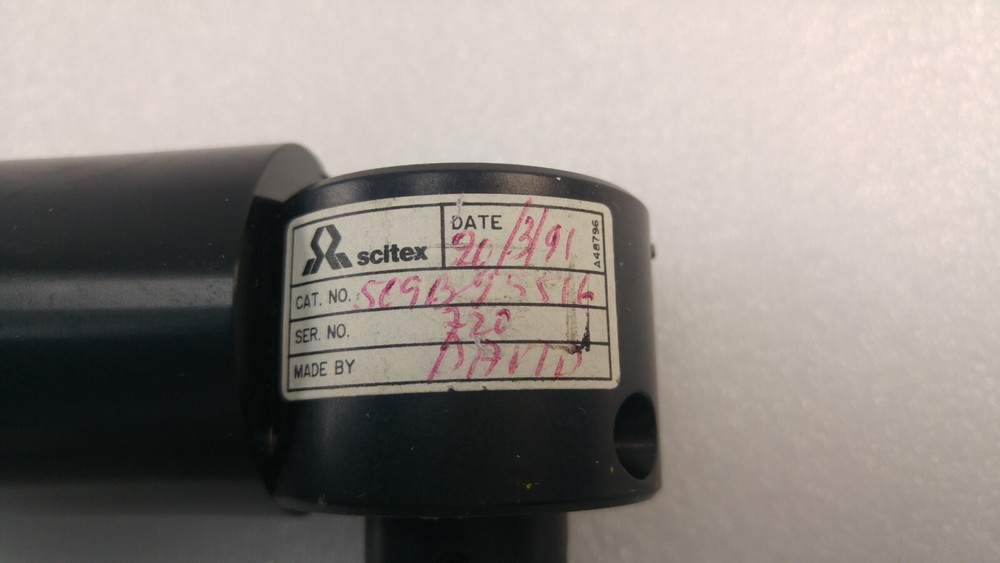 scitex
DATE 20/3/91
A48796
CAT. NO.
SER. NO. 720
MADE BY DAVID